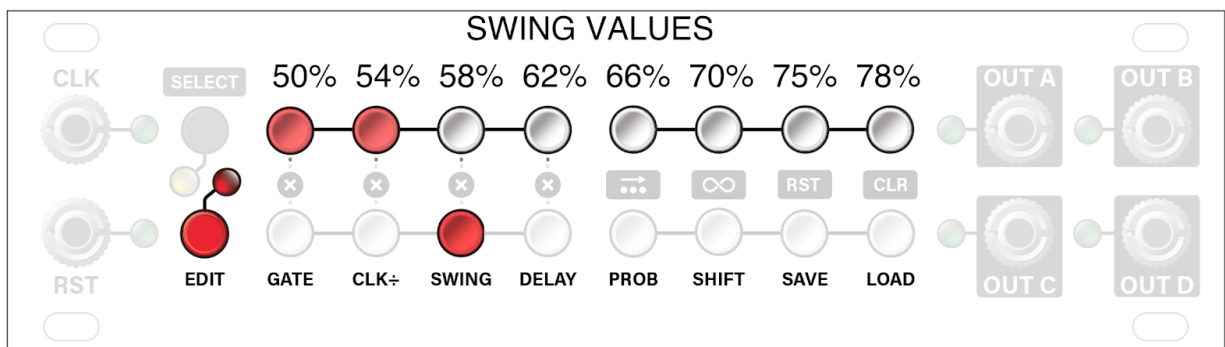 SWING VALUES
50% 54% 58% 62% 66% 70% 75% 78%
CLK SELECT OUT A OUT B
RST CLR
EDIT GATE CLK÷ SWING DELAY PROB SHIFT SAVE LOAD
RST OUT C OUT D